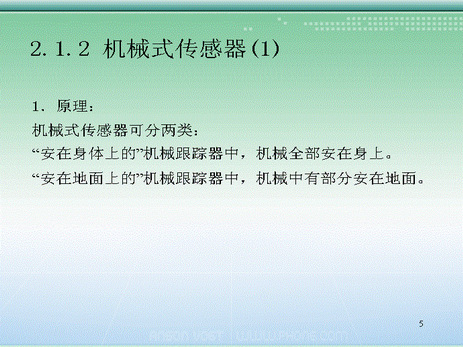 2.1.2 机械式传感器(1)
1．原理：
机械式传感器可分两类：
“安在身体上的”机械跟踪器中，机械全部安在身上。
“安在地面上的”机械跟踪器中，机械中有部分安在地面。
5